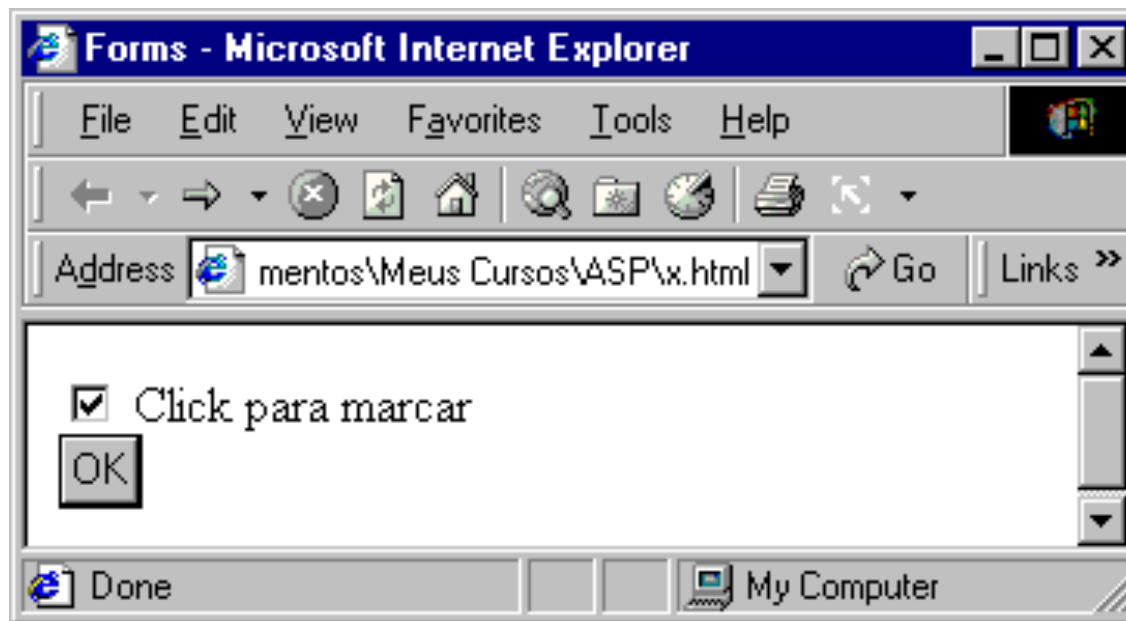 Forms - Microsoft Internet Explorer
File Edit View Favorites Tools Help
Address mentos\Meus Cursos\ASP\x.html Go Links »
Click para marcar
OK
Done My Computer